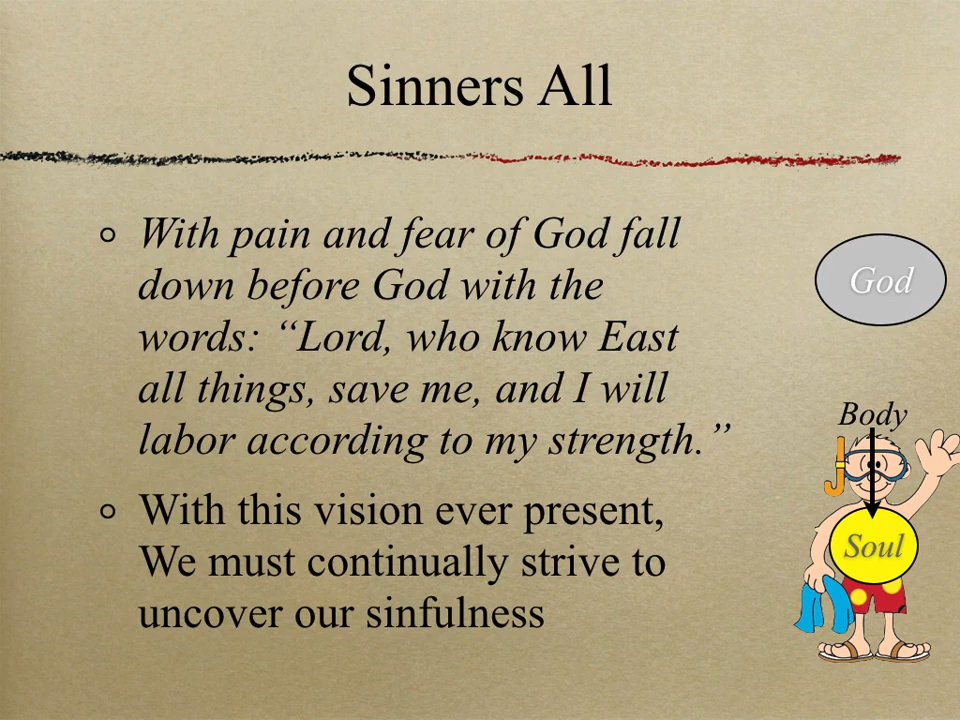 Sinners All
With pain and fear of God fall
down before God with the
words: “Lord, who know East
all things, save me, and I will
labor according to my strength.”
With this vision ever present,
We must continually strive to
uncover our sinfulness
God
Body
Soul